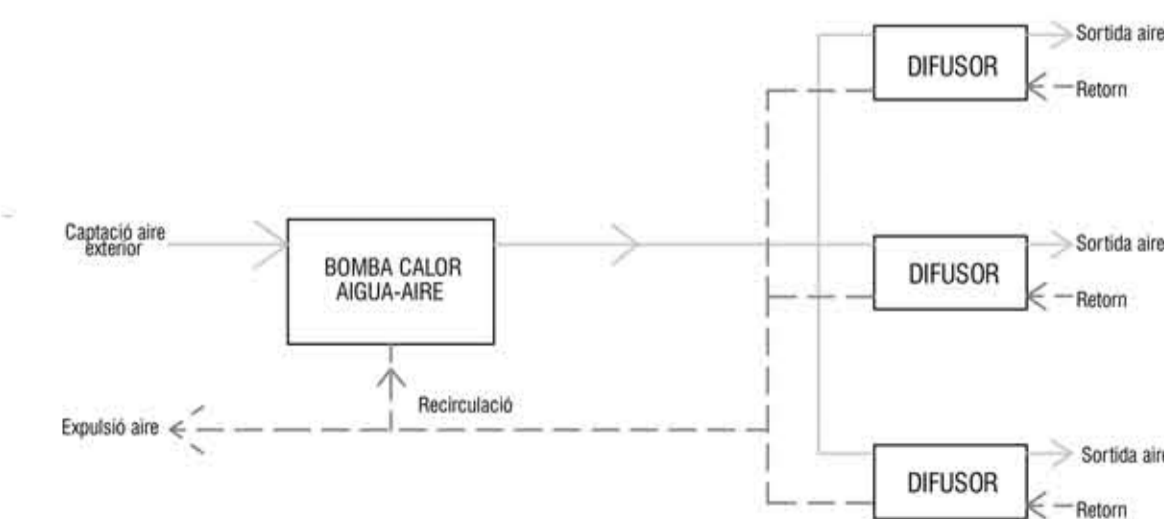 Sortida aire
DIFUSOR
Retorn
Captació aire
exterior
BOMBA CALOR
AIGUA-AIRE
Sortida aire
DIFUSOR
Retorn
Recirculació
Expulsió aire
Sortida aire
DIFUSOR
Retorn